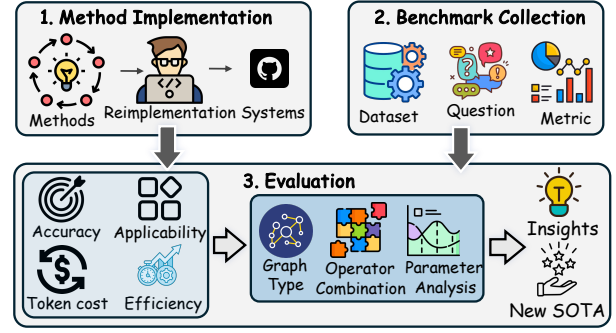 1. Method Implementation
Methods
Reimplementation
Systems
2. Benchmark Collection
Dataset
Question
Metric
3. Evaluation
Accuracy
Applicability
Token cost
Efficiency
Graph
Type
Operator
Combination
Parameter
Analysis
T
Insights
New SOTA